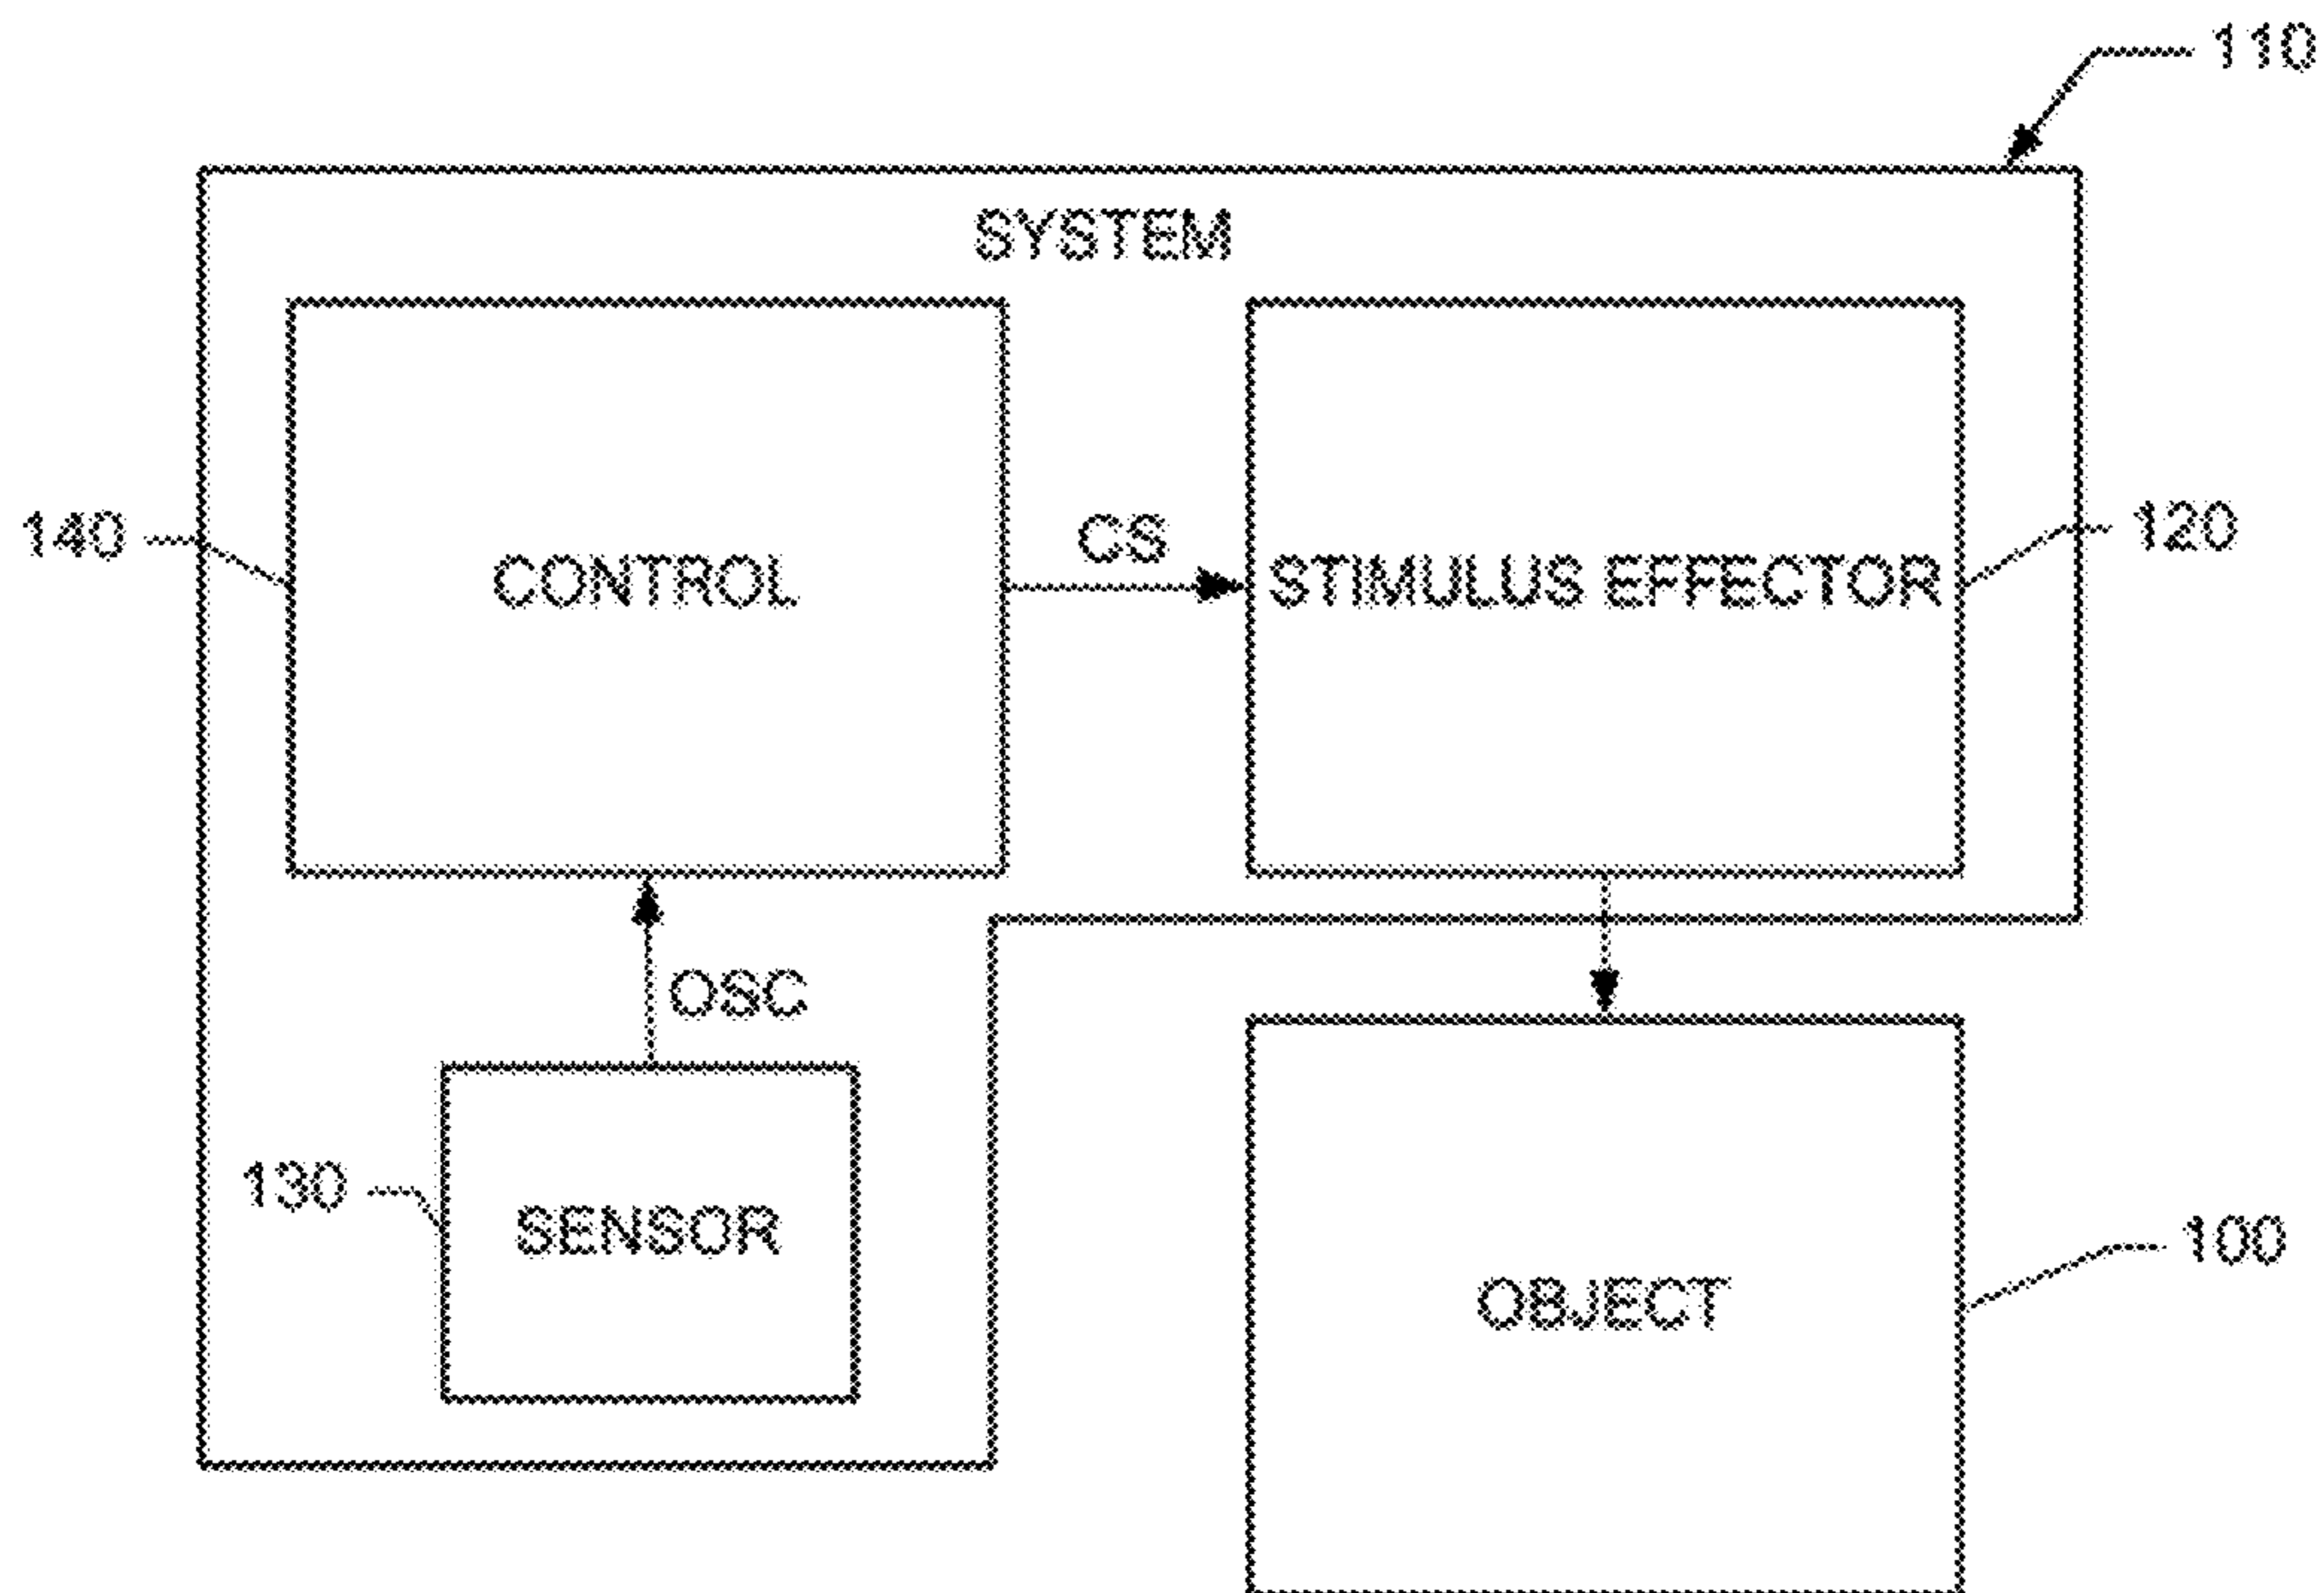 110
SYSTEM
140
CONTROL
CS
STIMULUS EFFECTOR
120
OSC
130
SENSOR
OBJECT
100